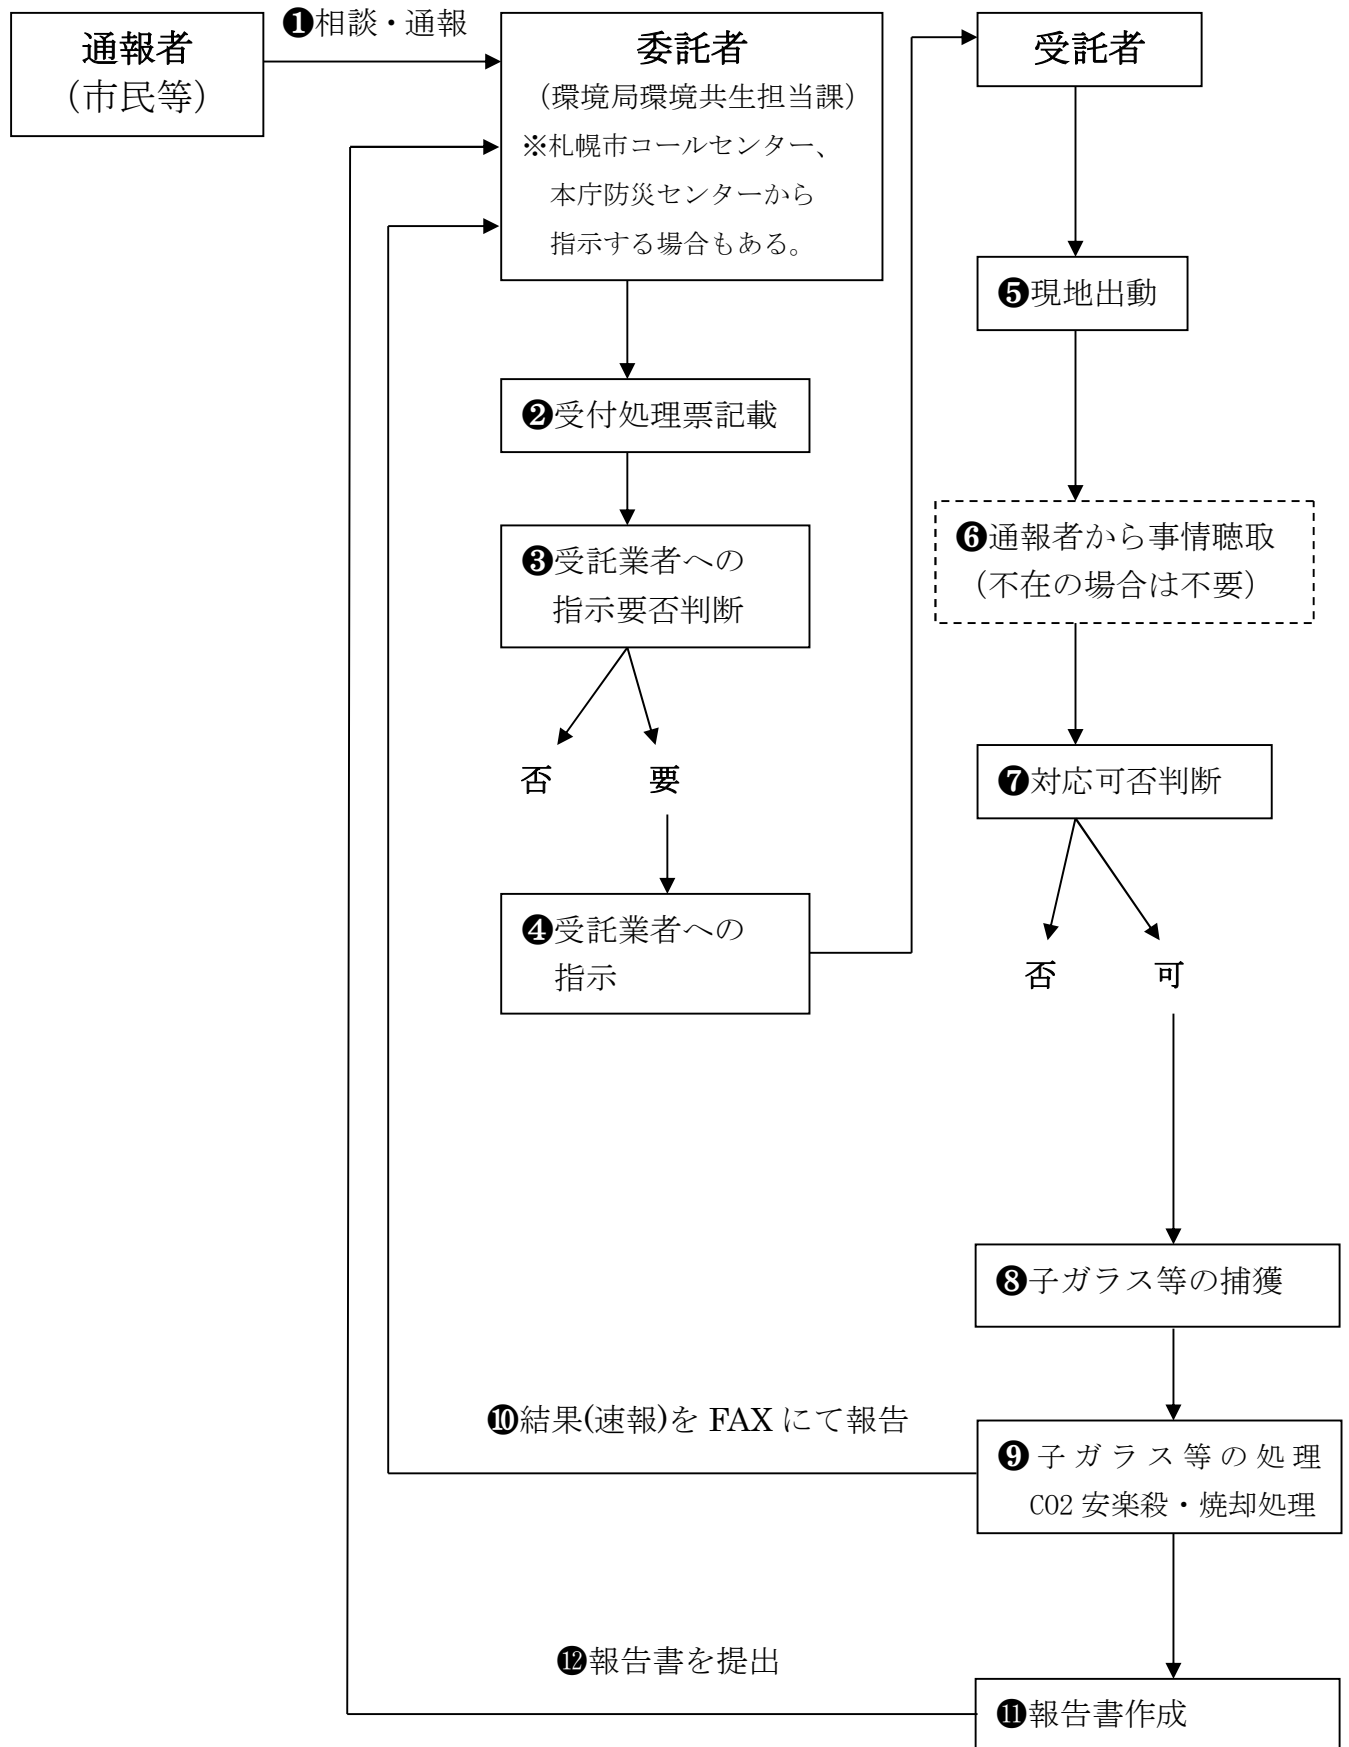 ❶相談・通報
通報者
（市民等）
委託者
（環境局環境共生担当課）
※札幌市コールセンター、
本庁防災センターから
指示する場合もある。
受託者
❷受付処理票記載
❸受託業者への
指示要否判断
否
要
❹受託業者への
指示
❺現地出動
❻通報者から事情聴取
（不在の場合は不要）
❼対応可否判断
否
可
❽子ガラス等の捕獲
❾子ガラス等の処理
CO2 安楽殺・焼却処理
❿結果(速報)を FAX にて報告
⓫報告書作成
⓬報告書を提出